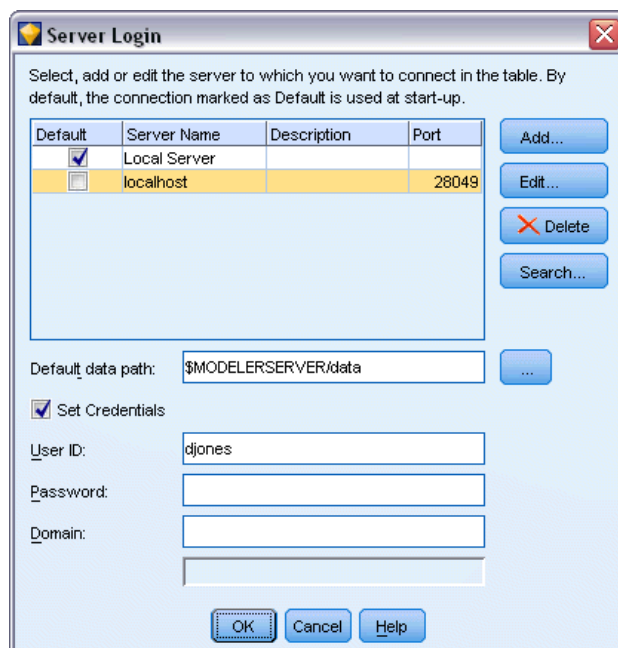 Server Login
Select, add or edit the server to which you want to connect in the table. By
default, the connection marked as Default is used at start-up.
Default Server Name Description Port
Local Server
localhost 28049
Add...
Edit...
Delete
Search...
Default data path: $MODELERSERVER/data ...
Set Credentials
User ID: djones
Password:
Domain:
OK Cancel Help